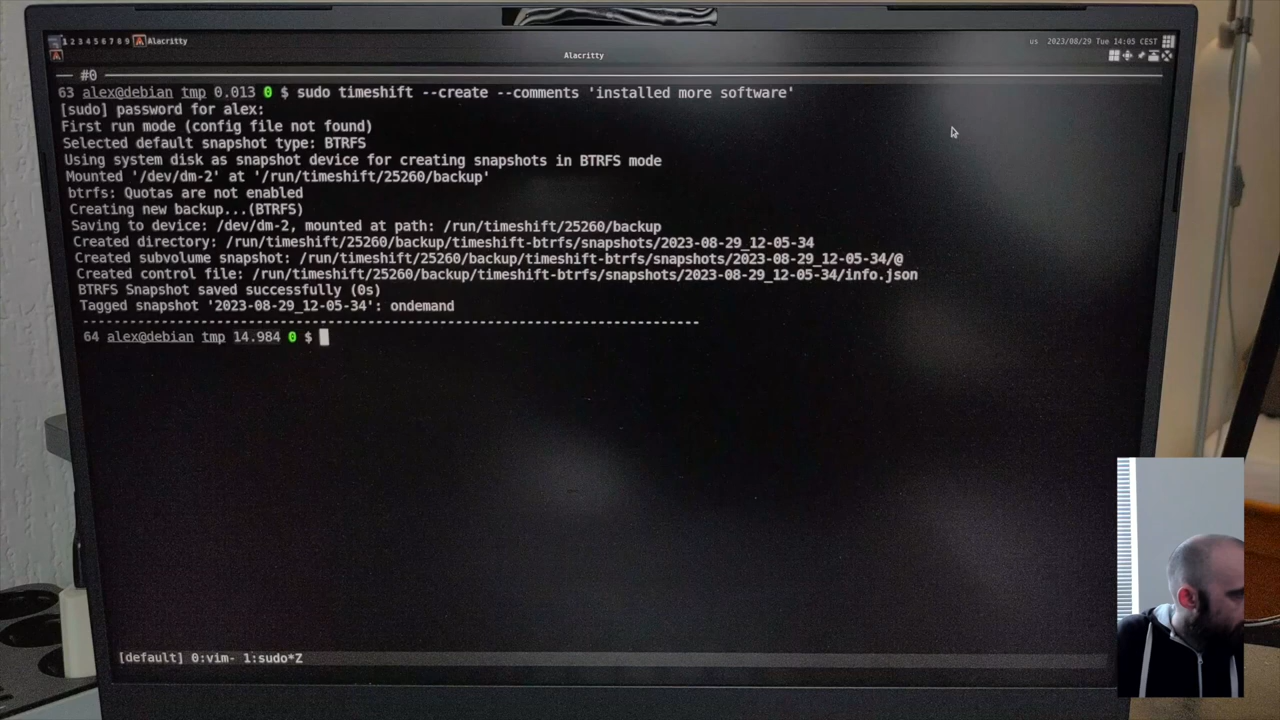 1 2 3 4 5 6 7 8 9 Alacritty
us 2023/08/29 Tue 14:05 CEST
Alacritty
#0
63 alex@debian tmp 0.013 0 $ sudo timeshift --create --comments 'installed more software'
[sudo] password for alex:
First run mode (config file not found)
Selected default snapshot type: BTRFS
Using system disk as snapshot device for creating snapshots in BTRFS mode
Mounted '/dev/dm-2' at '/run/timeshift/25260/backup'
btrfs: Quotas are not enabled
Creating new backup...(BTRFS)
Saving to device: /dev/dm-2, mounted at path: /run/timeshift/25260/backup
Created directory: /run/timeshift/25260/backup/timeshift-btrfs/snapshots/2023-08-29_12-05-34
Created subvolume snapshot: /run/timeshift/25260/backup/timeshift-btrfs/snapshots/2023-08-29_12-05-34/@
Created control file: /run/timeshift/25260/backup/timeshift-btrfs/snapshots/2023-08-29_12-05-34/info.json
BTRFS Snapshot saved successfully (0s)
Tagged snapshot '2023-08-29_12-05-34': ondemand
------------------------------------------------------------------------------
64 alex@debian tmp 14.984 0 $
[default] 0:vim- 1:sudo*Z